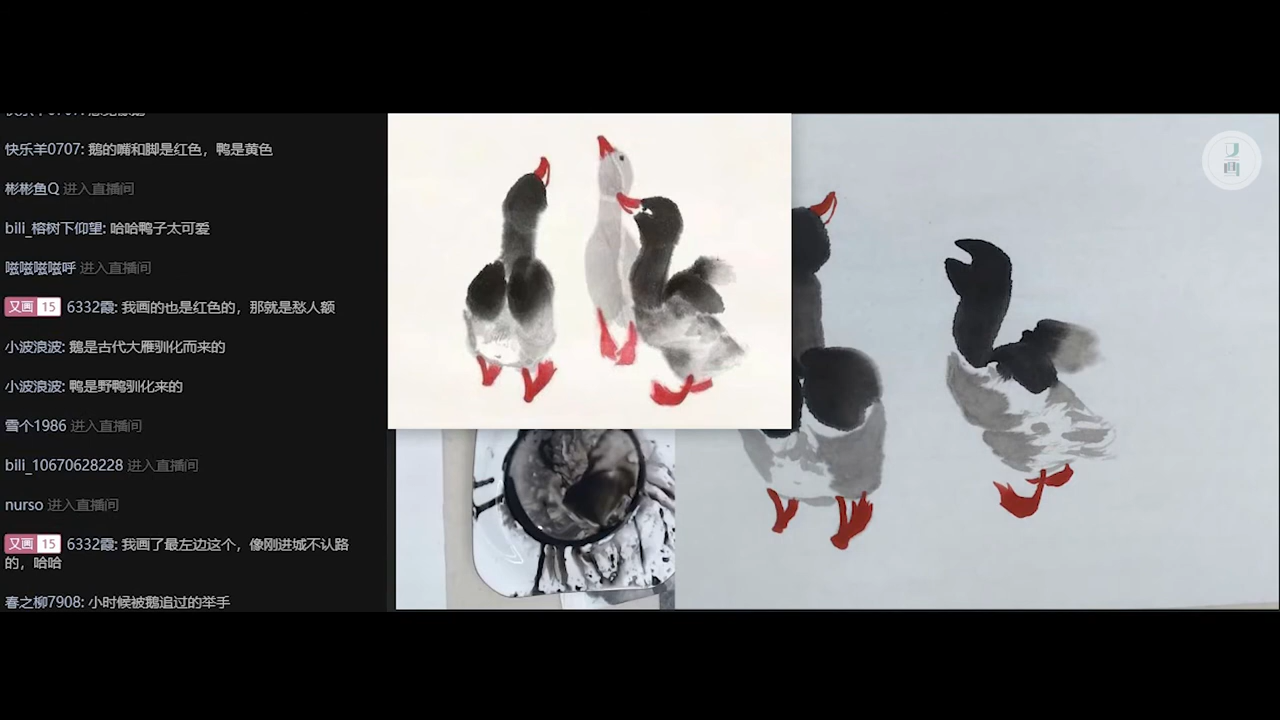 快乐羊0707: 鹅的嘴和脚是红色，鸭是黄色
彬彬鱼Q 进入直播间
bili_榕树下仰望: 哈哈鸭子太可爱
嗞嗞嗞嗞呼 进入直播间
又画 15 6332霞: 我画的也是红色的，那就是愁人额
小波浪波: 鹅是古代大雁驯化而来的
小波浪波: 鸭是野鸭驯化来的
雪个1986 进入直播间
bili_10670628228 进入直播间
nurso 进入直播间
又画 15 6332霞: 我画了最左边这个，像刚进城不认路
的，哈哈
春之柳7908: 小时候被鹅追过的举手
又画